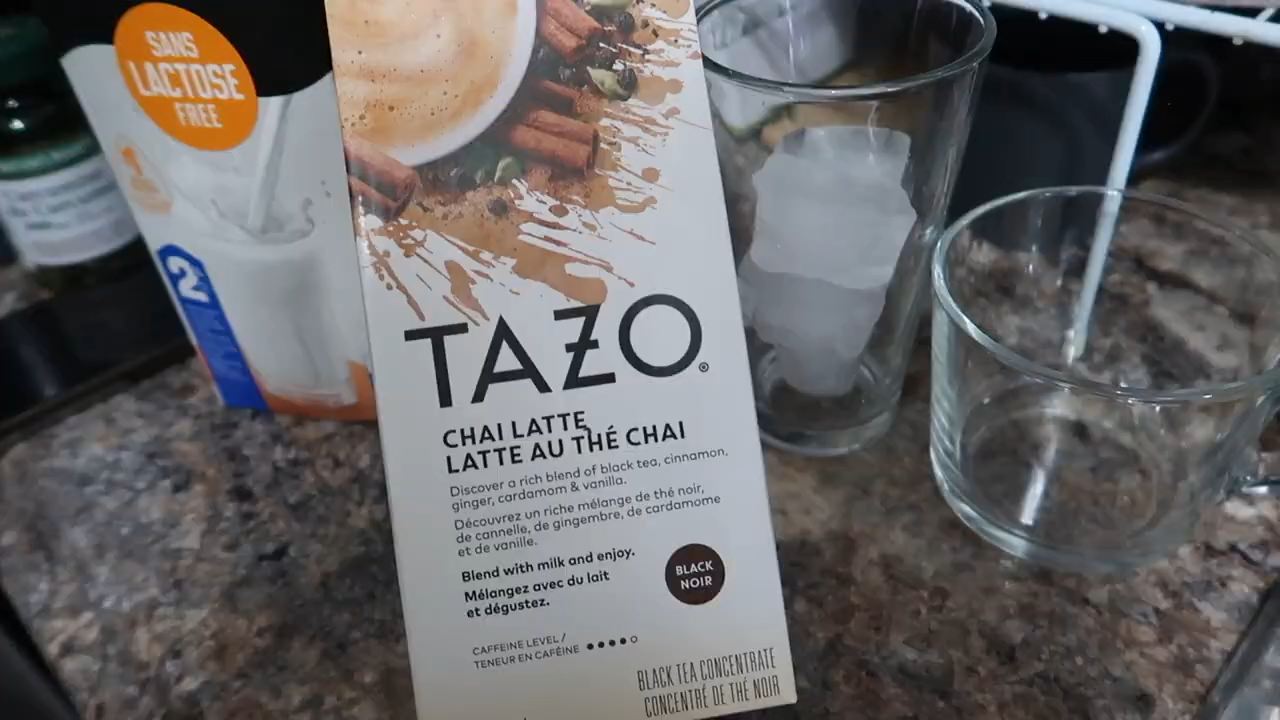 SANS
LACTOSE
FREE
2
TAZO®
CHAI LATTE
LATTE AU THÉ CHAI
Discover a rich blend of black tea, cinnamon,
ginger, cardamom & vanilla.
Découvrez un riche mélange de thé noir,
de cannelle, de gingembre, de cardamome
et de vanille.
Blend with milk and enjoy.
Mélangez avec du lait
et dégustez.
BLACK
NOIR
CAFFEINE LEVEL /
TENEUR EN CAFÉINE
BLACK TEA CONCENTRATE
CONCENTRÉ DE THÉ NOIR